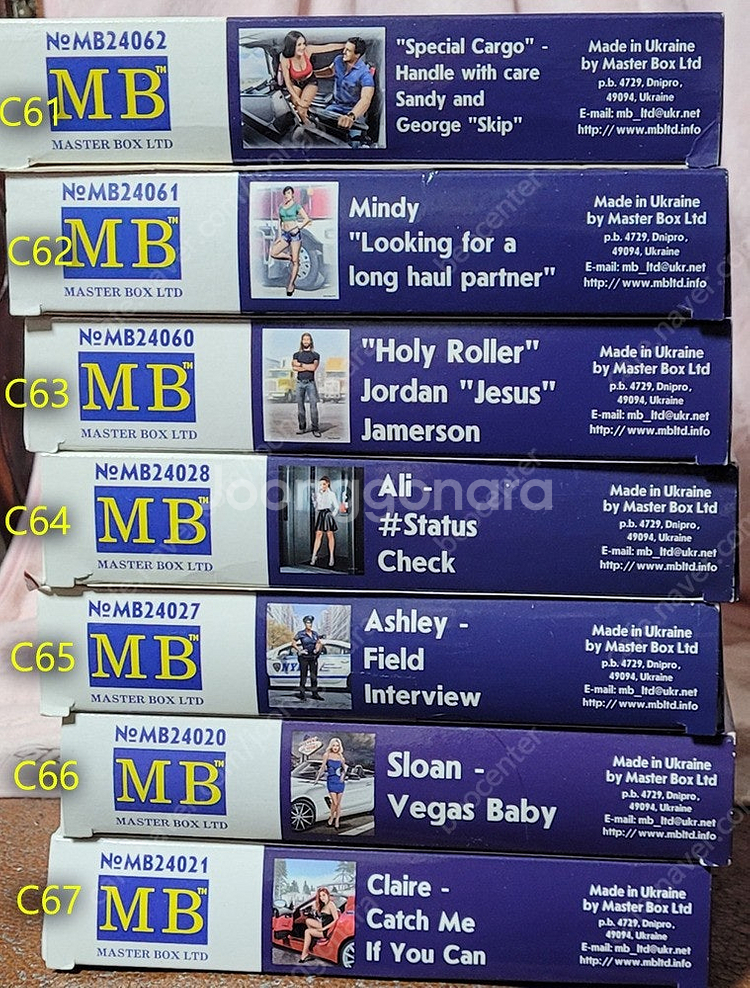 C61
№MB24062
MB™
MASTER BOX LTD
"Special Cargo" -
Handle with care
Sandy and
George "Skip"
Made in Ukraine
by Master Box Ltd
p.b. 4729, Dnipro,
49094, Ukraine
E-mail: mb_ltd@ukr.net
http://www.mbltd.info
C62
№MB24061
MB™
MASTER BOX LTD
Mindy
"Looking for a
long haul partner"
Made in Ukraine
by Master Box Ltd
p.b. 4729, Dnipro,
49094, Ukraine
E-mail: mb_ltd@ukr.net
http://www.mbltd.info
C63
№MB24060
MB™
MASTER BOX LTD
"Holy Roller"
Jordan "Jesus"
Jamerson
Made in Ukraine
by Master Box Ltd
p.b. 4729, Dnipro,
49094, Ukraine
E-mail: mb_ltd@ukr.net
http://www.mbltd.info
Joonggonara
C64
№MB24028
MB™
MASTER BOX LTD
Ali -
#Status
Check
Made in Ukraine
by Master Box Ltd
p.b. 4729, Dnipro,
49094, Ukraine
E-mail: mb_ltd@ukr.net
http://www.mbltd.info
C65
№MB24027
MB™
MASTER BOX LTD
Ashley -
Field
Interview
Made in Ukraine
by Master Box Ltd
p.b. 4729, Dnipro,
49094, Ukraine
E-mail: mb_ltd@ukr.net
http://www.mbltd.info
C66
№MB24020
MB™
MASTER BOX LTD
Sloan -
Vegas Baby
Made in Ukraine
by Master Box Ltd
p.b. 4729, Dnipro,
49094, Ukraine
E-mail: mb_ltd@ukr.net
http://www.mbltd.info
C67
№MB24021
MB™
MASTER BOX LTD
Claire -
Catch Me
If You Can
Made in Ukraine
by Master Box Ltd
p.b. 4729, Dnipro,
49094, Ukraine
E-mail: mb_ltd@ukr.net
http://www.mbltd.info